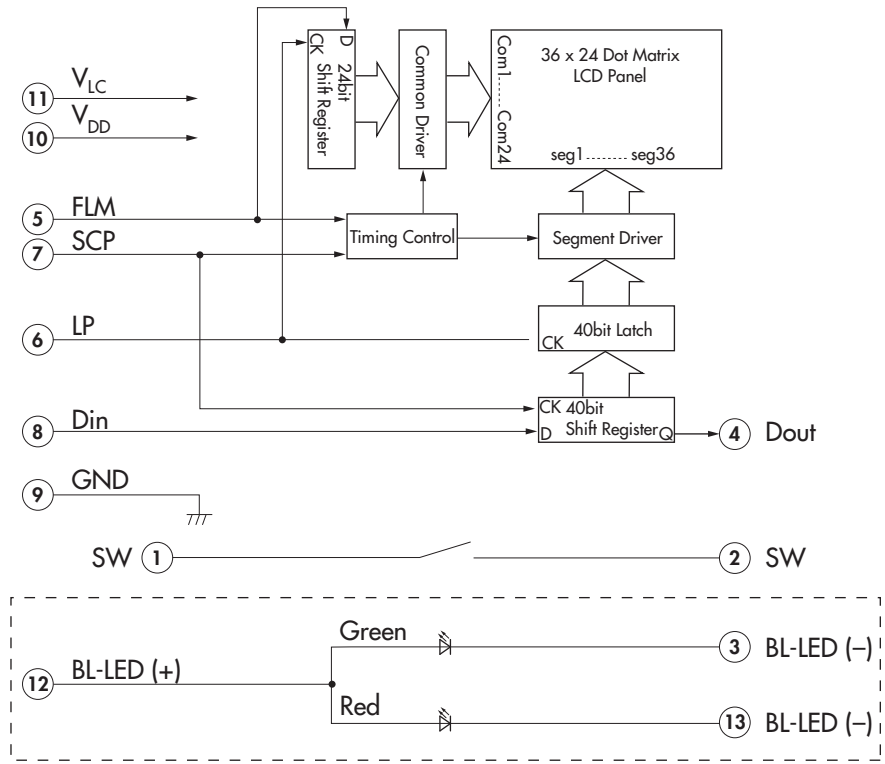 CK
D
24bit
Shift Register
Common Driver
Com1........Com24
36 x 24 Dot Matrix
LCD Panel
seg1........seg36
11 VLC
10 VDD
5 FLM
7 SCP
Timing Control
Segment Driver
6 LP
40bit Latch
CK
8 Din
CK 40bit
D Shift Register Q
4 Dout
9 GND
SW 1
2 SW
Green
3 BL-LED (–)
12 BL-LED (+)
Red
13 BL-LED (–)